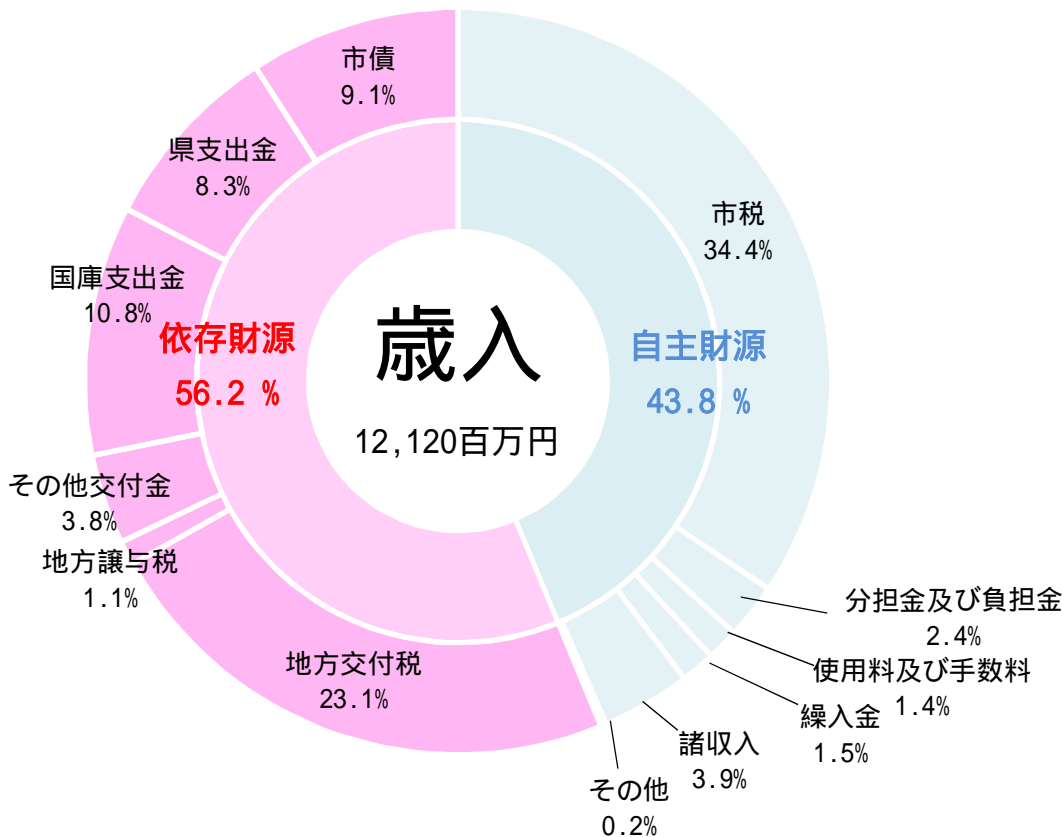 歳入
12,120百万円
自主財源
43.8 %
依存財源
56.2 %
市税
34.4%
分担金及び負担金
2.4%
使用料及び手数料
1.4%
繰入金
1.5%
諸収入
3.9%
その他
0.2%
地方交付税
23.1%
地方譲与税
1.1%
その他交付金
3.8%
国庫支出金
10.8%
県支出金
8.3%
市債
9.1%